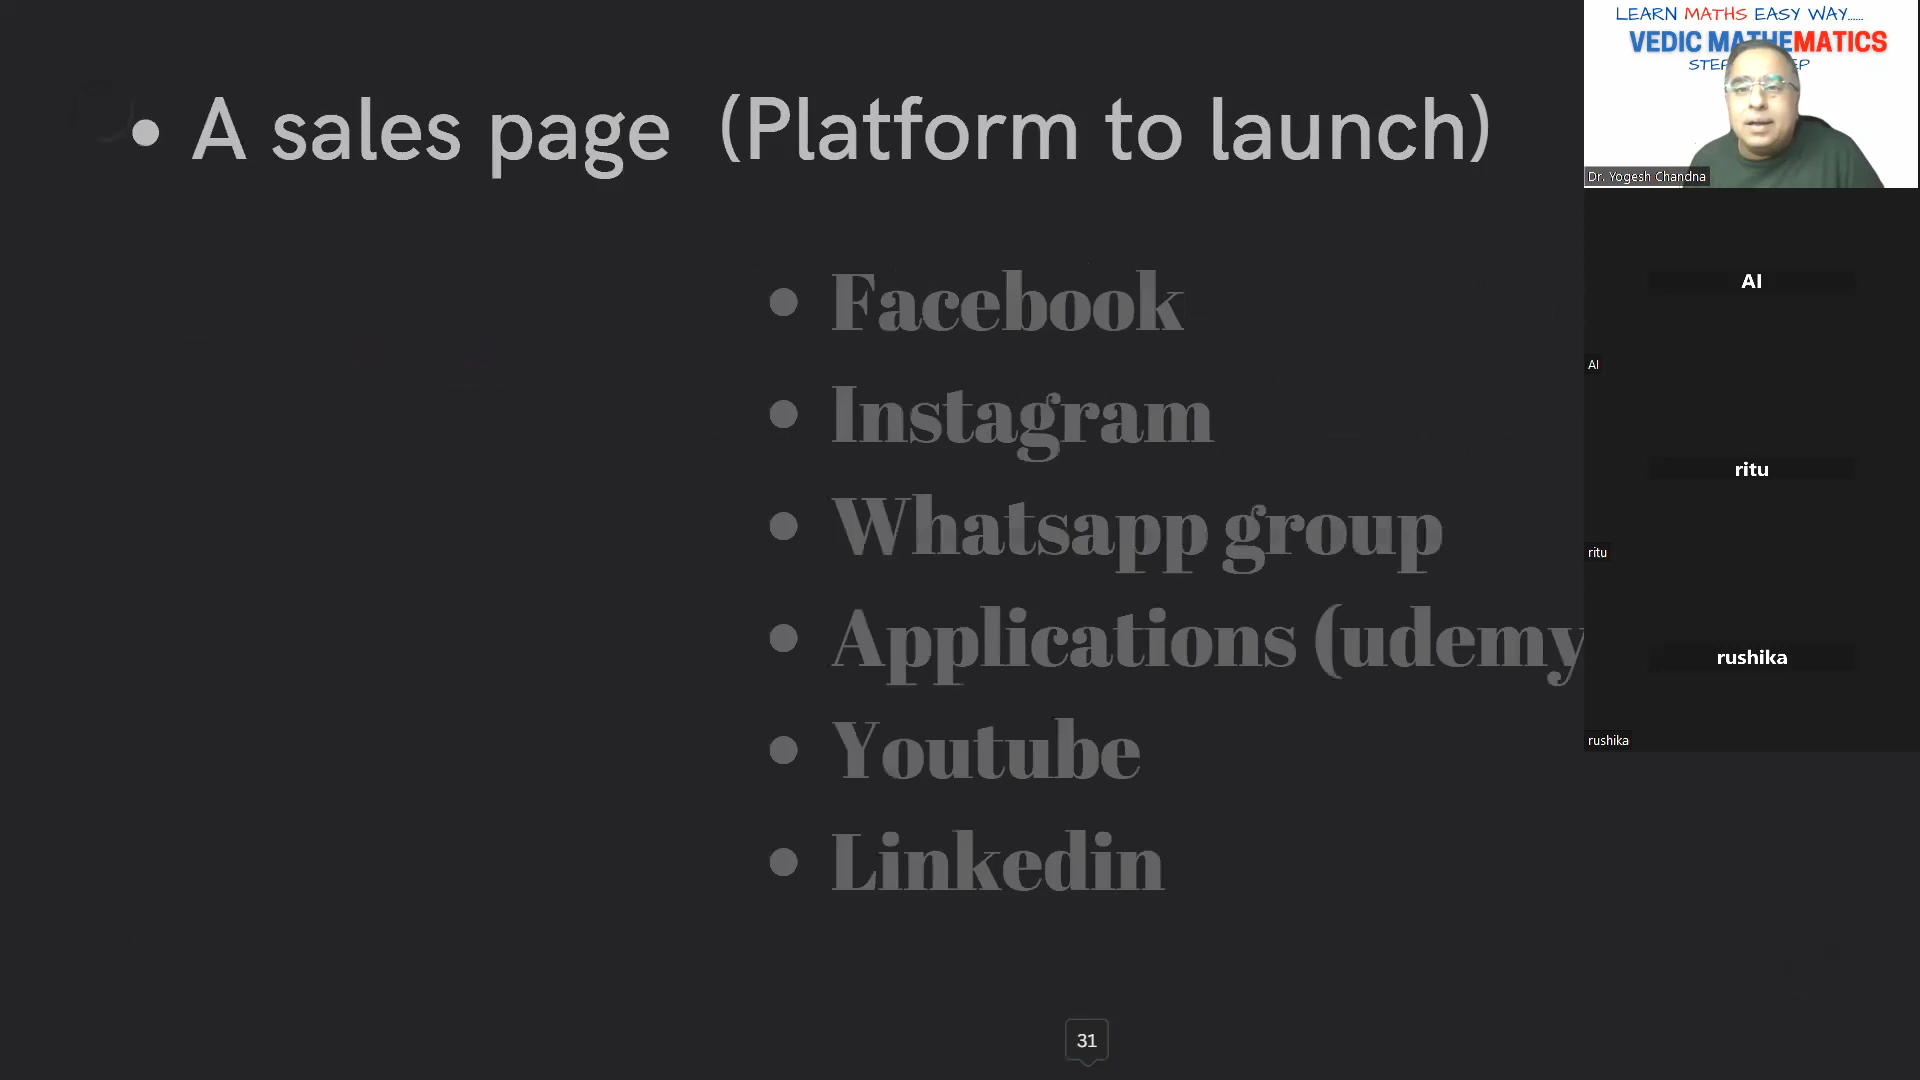 • A sales page (Platform to launch)
• Facebook
• Instagram
• Whatsapp group
• Applications (udemy
• Youtube
• Linkedin
31
LEARN MATHS EASY WAY......
VEDIC MATHEMATICS
Dr. Yogesh Chandna
AI
AI
ritu
ritu
rushika
rushika